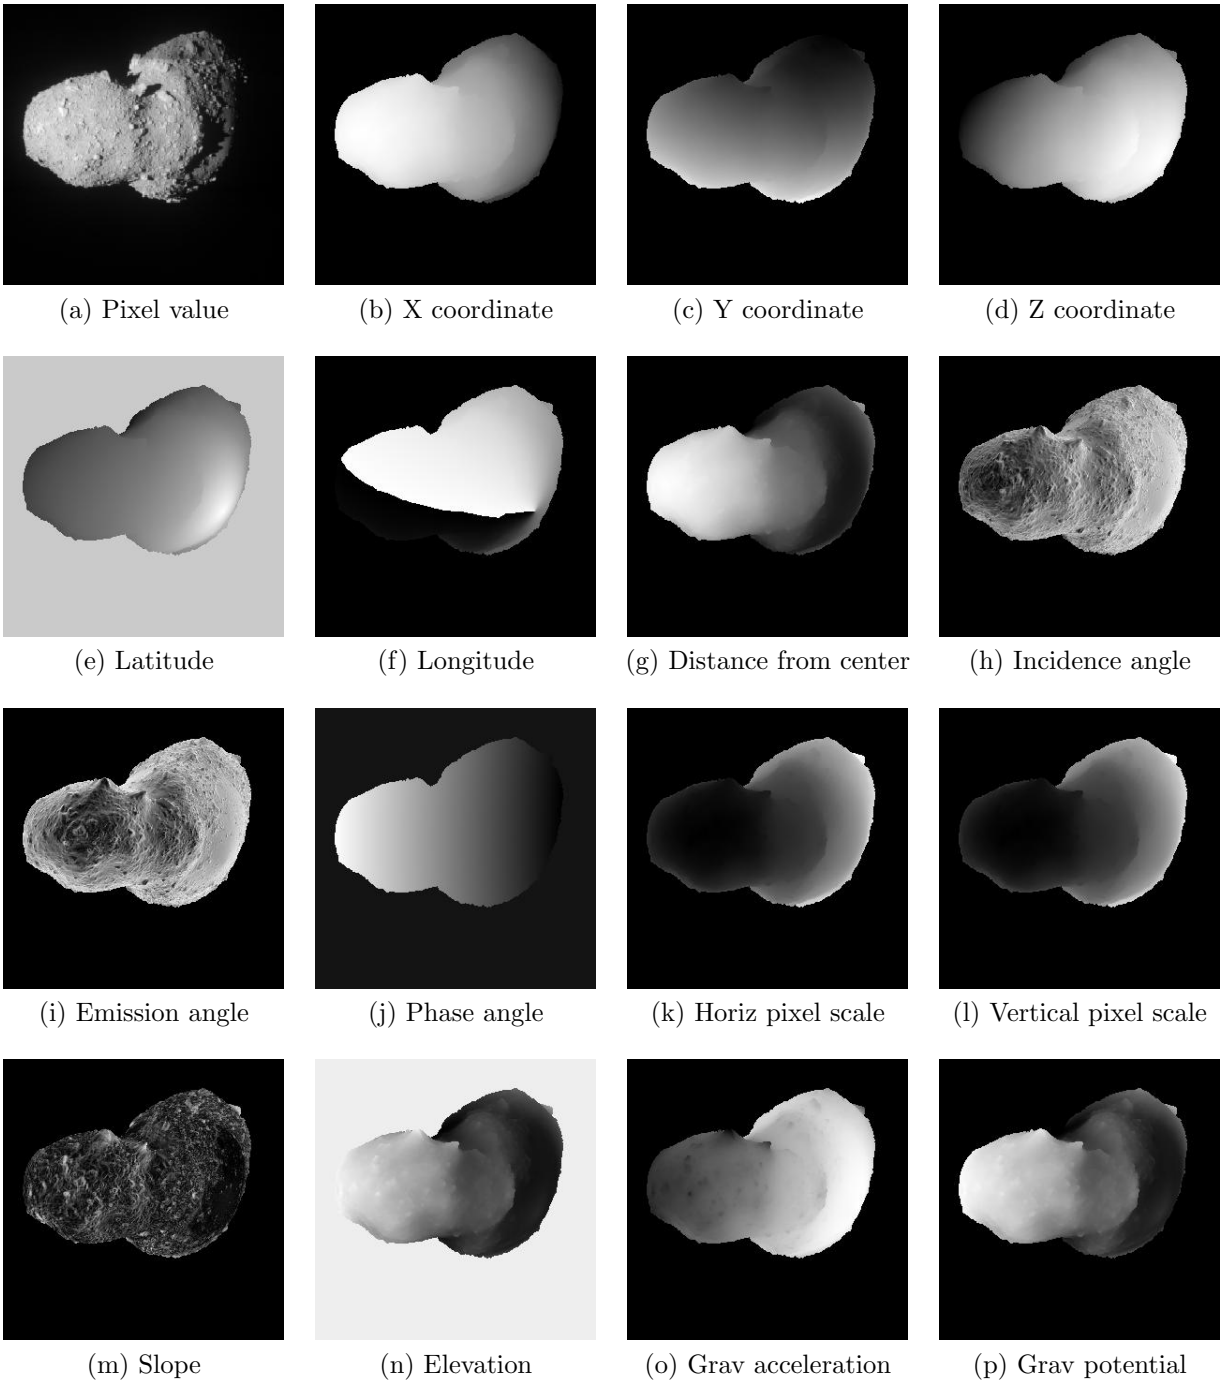 (a) Pixel value
(b) X coordinate
(c) Y coordinate
(d) Z coordinate
(e) Latitude
(f) Longitude
(g) Distance from center
(h) Incidence angle
(i) Emission angle
(j) Phase angle
(k) Horiz pixel scale
(l) Vertical pixel scale
(m) Slope
(n) Elevation
(o) Grav acceleration
(p) Grav potential